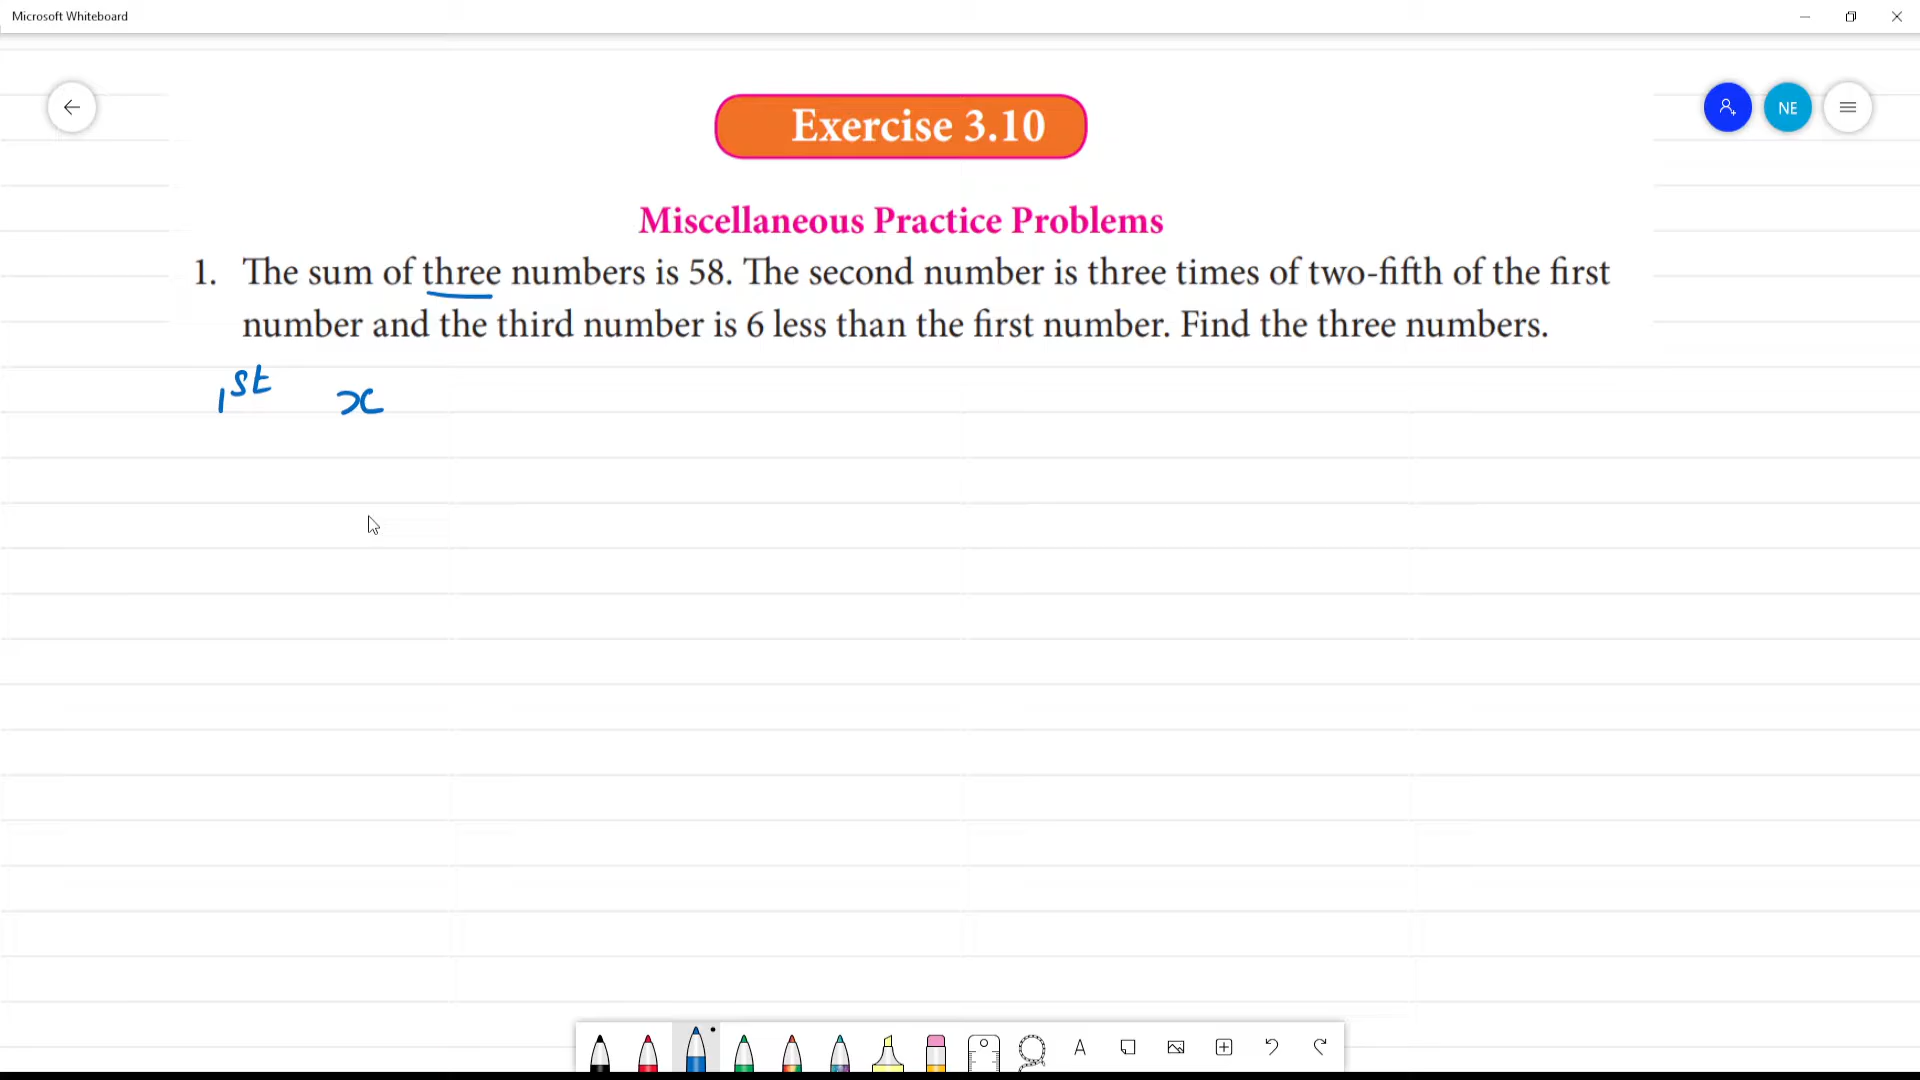 Microsoft Whiteboard
Exercise 3.10
NE
Miscellaneous Practice Problems
1. The sum of three numbers is 58. The second number is three times of two-fifth of the first
number and the third number is 6 less than the first number. Find the three numbers.
1st x
A